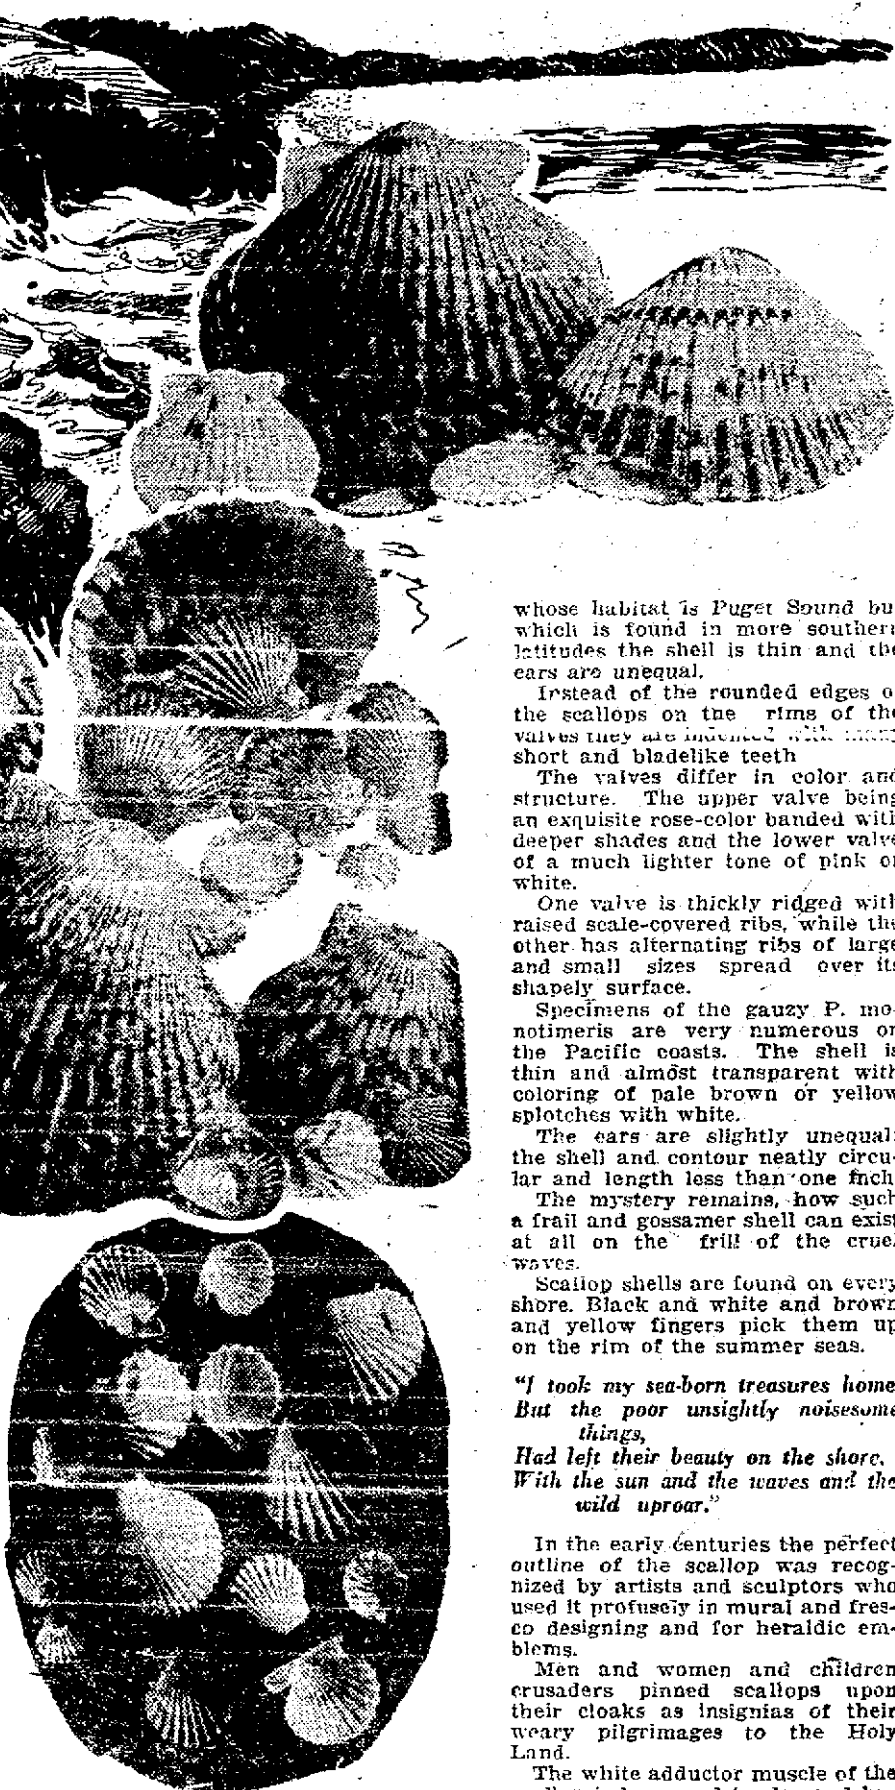 whose habitat is Puget Sound bu
which is found in more southern
latitudes the shell is thin and the
ears are unequal.
Instead of the rounded edges o
the scallops on the rims of the
valves they are indented with many
short and bladelike teeth
The valves differ in color and
structure. The upper valve being
an exquisite rose-color banded with
deeper shades and the lower valve
of a much lighter tone of pink or
white.
One valve is thickly ridged with
raised scale-covered ribs, while the
other has alternating ribs of large
and small sizes spread over its
shapely surface.
Specimens of the gauzy P. mo-
notimeris are very numerous on
the Pacific coasts. The shell is
thin and almost transparent with
coloring of pale brown or yellow
splotches with white.
The ears are slightly unequal;
the shell and contour neatly circu-
lar and length less than one inch
The mystery remains, how such
a frail and gossamer shell can exist
at all on the frill of the cruel
waves.
Scallop shells are found on every
shore. Black and white and brown
and yellow fingers pick them up
on the rim of the summer seas.
"I took my sea-born treasures home
But the poor unsightly noisesome
things,
Had left their beauty on the shore,
With the sun and the waves and the
wild uproar."
In the early centuries the perfect
outline of the scallop was recog-
nized by artists and sculptors who
used it profusely in mural and fres-
co designing and for heraldic em-
blems.
Men and women and children
crusaders pinned scallops upon
their cloaks as insignias of their
weary pilgrimages to the Holy
Land.
The white adductor muscle of the